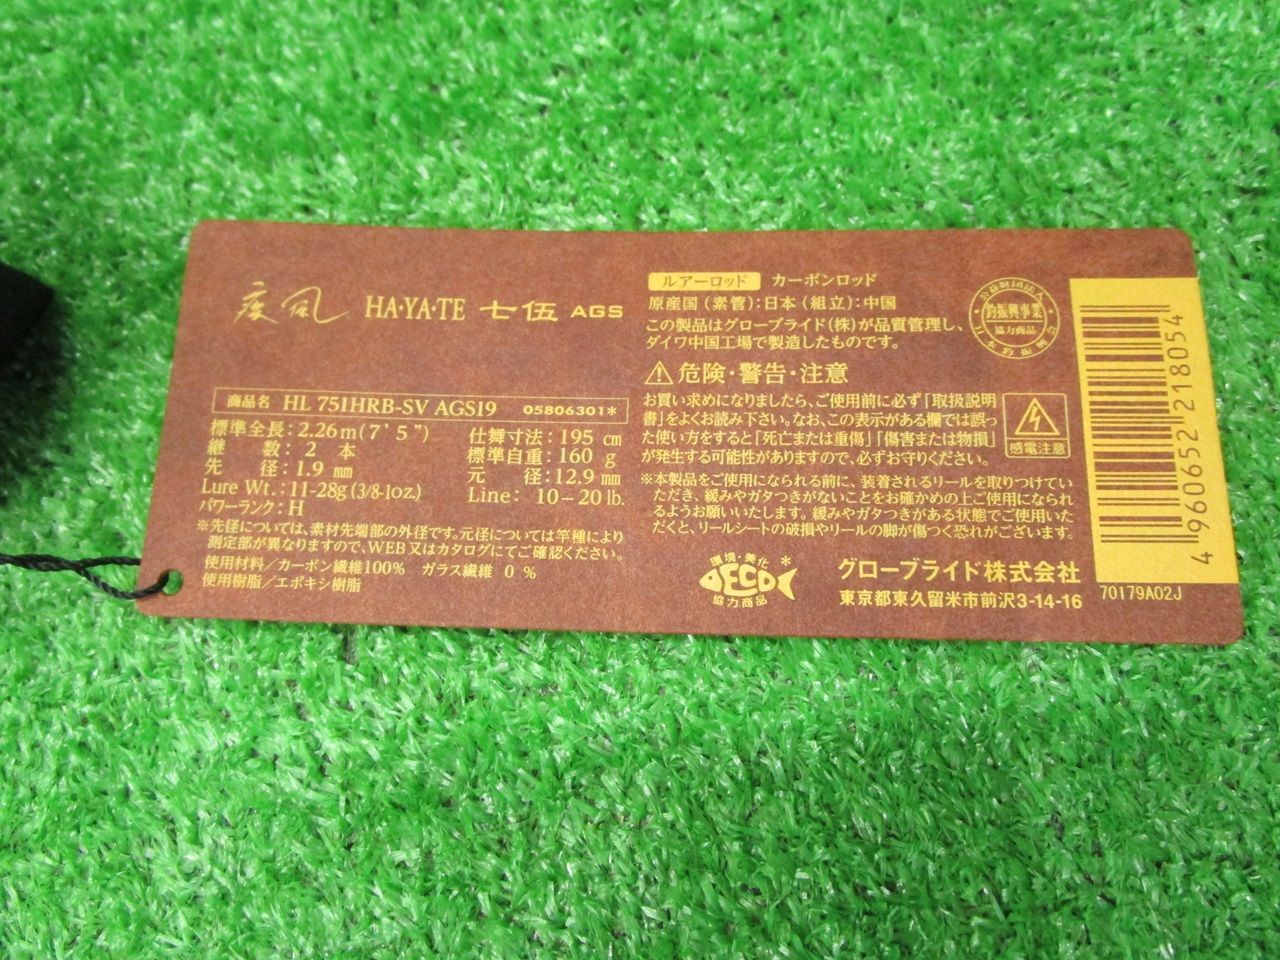 疾風 HA・YA・TE 七伍 AGS
商品名 HL 751HRB-SV AGS19 05806301*
標準全長：2.26m(7'5") 仕舞寸法：195 cm
継 数：2 本 標準自重：160 g
先 径：1.9 mm 元 径：12.9 mm
Lure Wt.：11-28g(3/8-1oz.) Line：10-20 lb.
パワーランク：H
※先径については、素材先端部の外径です。元径については竿種により
測定部が異なりますので、WEB又はカタログにてご確認ください。
使用材料／カーボン繊維100% ガラス繊維 0 %
使用樹脂／エポキシ樹脂
ルアーロッド カーボンロッド
原産国（素管）：日本（組立）：中国
この製品はグローブライド(株)が品質管理し、
ダイワ中国工場で製造したものです。
危険・警告・注意
お買い求めになりましたら、ご使用前に必ず「取扱説明
書」をよくお読み下さい。なお、この表示がある欄では誤っ
た使い方をすると「死亡または重傷」「傷害または物損」
が発生する可能性がありますので、必ずお守りください。
感電注意
※本製品をご使用になられる前に、装着されるリールを取りつけてい
ただき、緩みやガタつきがないことをお確かめの上ご使用になられ
るようお願いいたします。緩みやガタつきがある状態でご使用いた
だくと、リールシートの破損やリールの脚が傷つく恐れがございます。
環境・美化
ECO
協力商品
グローブライド株式会社
東京都東久留米市前沢3-14-16
公益財団法人
釣振興事業
協力商品
日本釣振興会
4 960652 218054
70179A02J